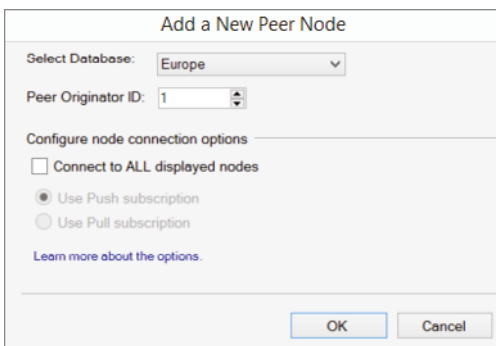 Add a New Peer Node
Select Database: Europe
Peer Originator ID: 1
Configure node connection options
Connect to ALL displayed nodes
Use Push subscription
Use Pull subscription
Learn more about the options.
OK Cancel